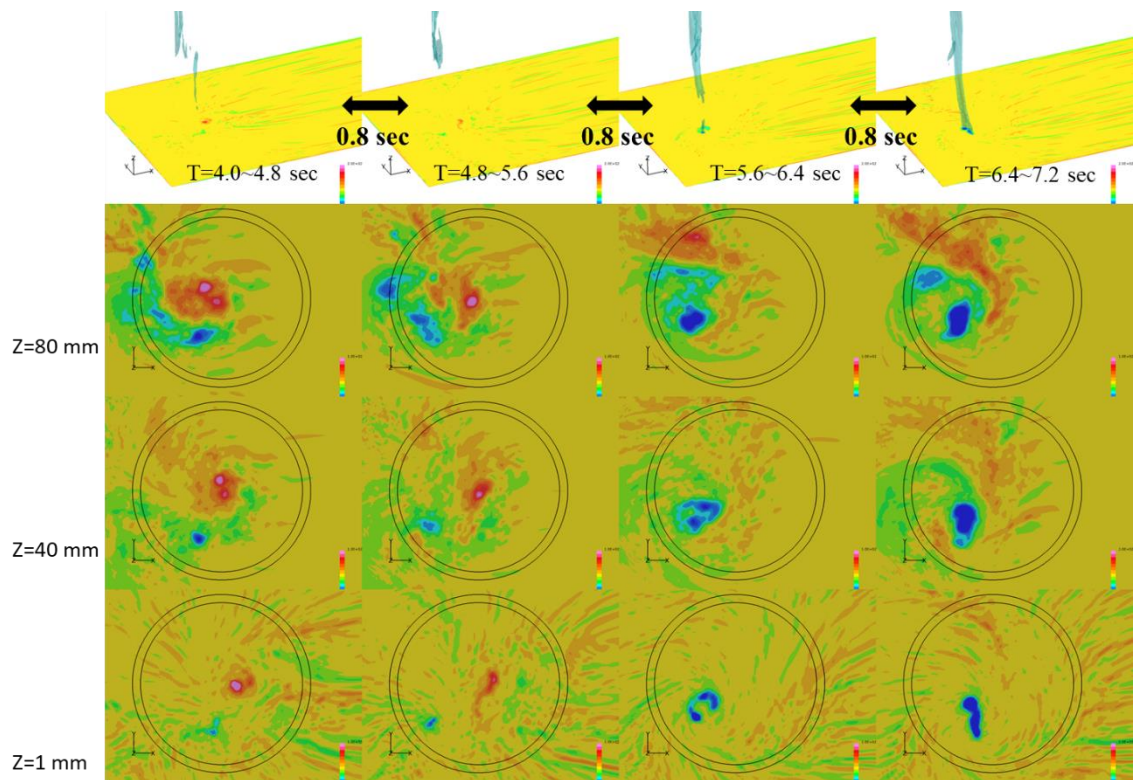 0.8 sec
0.8 sec
0.8 sec
T=4.0~4.8 sec
T=4.8~5.6 sec
T=5.6~6.4 sec
T=6.4~7.2 sec
Z=80 mm
Z=40 mm
Z=1 mm